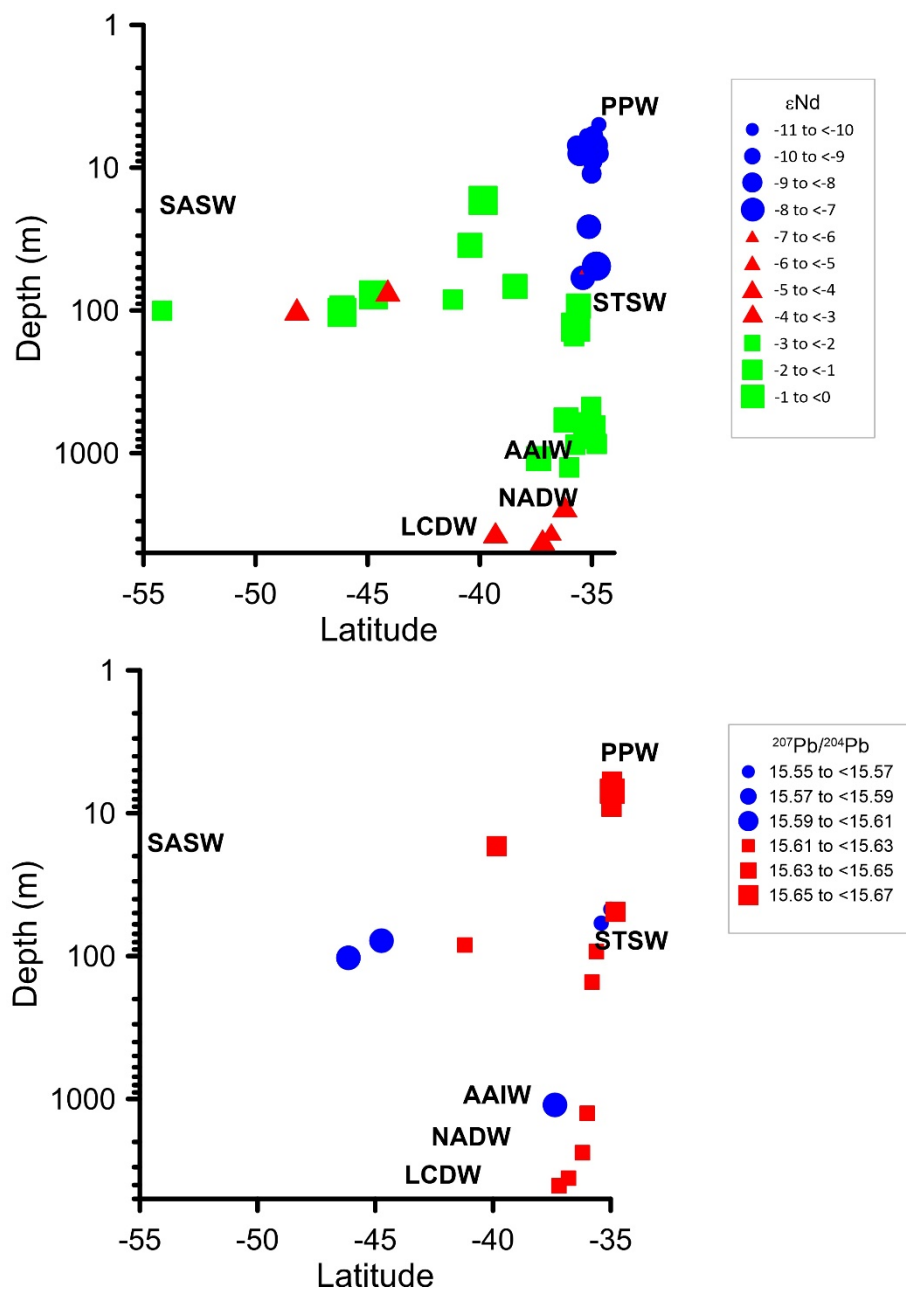 1
10
100
1000
Depth (m)
-55
-50
-45
-40
-35
Latitude
PPW
SASW
STSW
AAIW
NADW
LCDW
εNd
-11 to <-10
-10 to <-9
-9 to <-8
-8 to <-7
-7 to <-6
-6 to <-5
-5 to <-4
-4 to <-3
-3 to <-2
-2 to <-1
-1 to <0
1
10
100
1000
Depth (m)
-55
-50
-45
-40
-35
Latitude
PPW
SASW
STSW
AAIW
NADW
LCDW
²⁰⁷Pb/²⁰⁴Pb
15.55 to <15.57
15.57 to <15.59
15.59 to <15.61
15.61 to <15.63
15.63 to <15.65
15.65 to <15.67